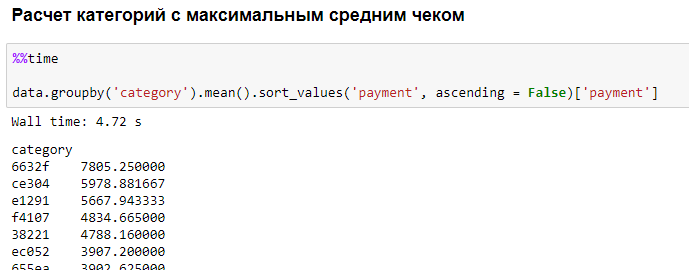 Расчет категорий с максимальным средним чеком
%%time
data.groupby('category').mean().sort_values('payment', ascending = False)['payment']
Wall time: 4.72 s
category
6632f    7805.250000
ce304    5978.881667
e1291    5667.943333
f4107    4834.665000
38221    4788.160000
ec052    3907.200000
655ea    3902.625000